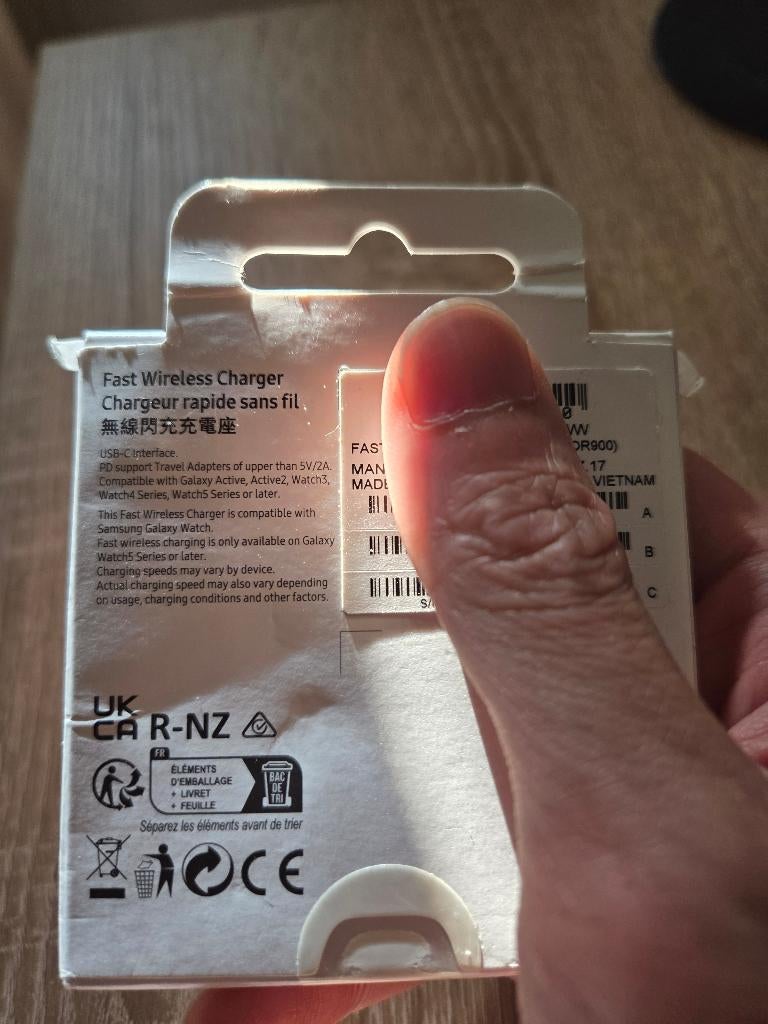 Fast Wireless Charger
Chargeur rapide sans fil
無線閃充充電座
USB-C Interface.
PD support Travel Adapters of upper than 5V/2A.
Compatible with Galaxy Active, Active2, Watch3,
Watch4 Series, Watch5 Series or later.
This Fast Wireless Charger is compatible with
Samsung Galaxy Watch.
Fast wireless charging is only available on Galaxy
Watch5 Series or later.
Charging speeds may vary by device.
Actual charging speed may also vary depending
on usage, charging conditions and other factors.
0
FAST OR900)
MAN .17
MADE VIETNAM
A
B
C
S/
UK
CA R-NZ
FR
ÉLÉMENTS
D'EMBALLAGE
+ LIVRET
+ FEUILLE
BAC
DE
TRI
Séparez les éléments avant de trier
CE